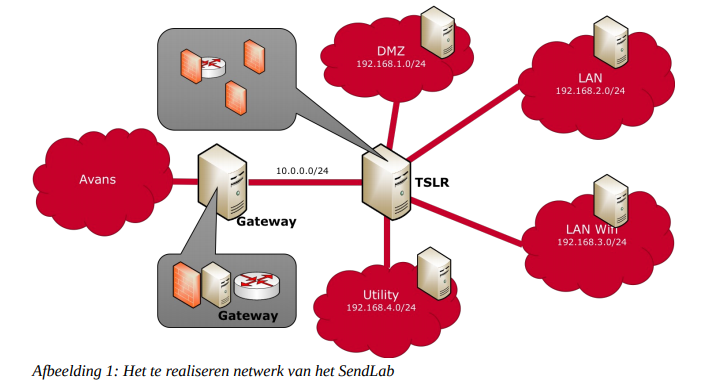 DMZ
192.168.1.0/24
LAN
192.168.2.0/24
10.0.0.0/24
Avans
TSLR
Gateway
LAN Wifi
192.168.3.0/24
Utility
192.168.4.0/24
Gateway
Afbeelding 1: Het te realiseren netwerk van het SendLab